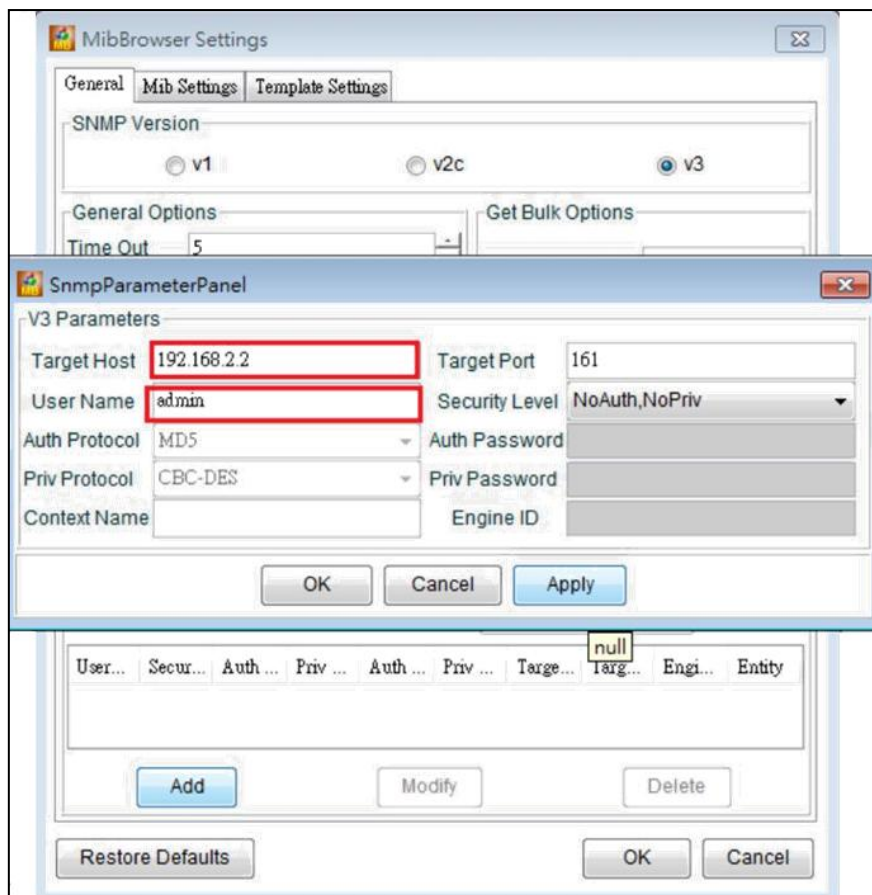 MibBrowser Settings
General Mib Settings Template Settings
SNMP Version
v1 v2c v3
General Options Get Bulk Options
Time Out 5
SnmpParameterPanel
V3 Parameters
Target Host 192.168.2.2 Target Port 161
User Name admin Security Level NoAuth,NoPriv
Auth Protocol MD5 Auth Password
Priv Protocol CBC-DES Priv Password
Context Name Engine ID
OK Cancel Apply
null
User... Secur... Auth ... Priv ... Auth ... Priv ... Targe... Targ... Engi... Entity
Add Modify Delete
Restore Defaults OK Cancel